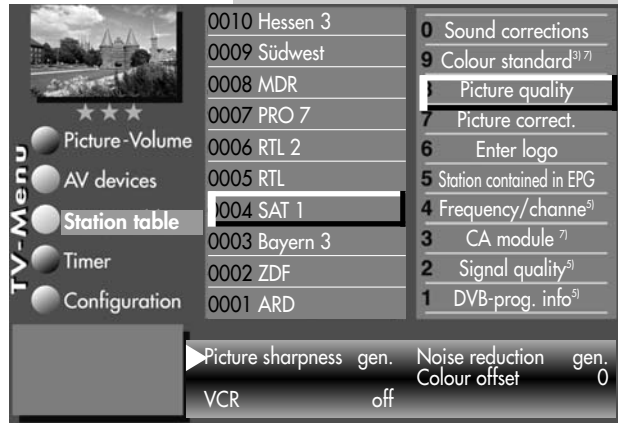 TV-Menu
Picture-Volume
AV devices
Station table
Timer
Configuration
0010 Hessen 3
0009 Südwest
0008 MDR
0007 PRO 7
0006 RTL 2
0005 RTL
0004 SAT 1
0003 Bayern 3
0002 ZDF
0001 ARD
0 Sound corrections
9 Colour standard3) 7)
8 Picture quality
7 Picture correct.
6 Enter logo
5 Station contained in EPG
4 Frequency/channe5)
3 CA module 7)
2 Signal quality5)
1 DVB-prog. info5)
Picture sharpness gen.
VCR off
Noise reduction gen.
Colour offset 0